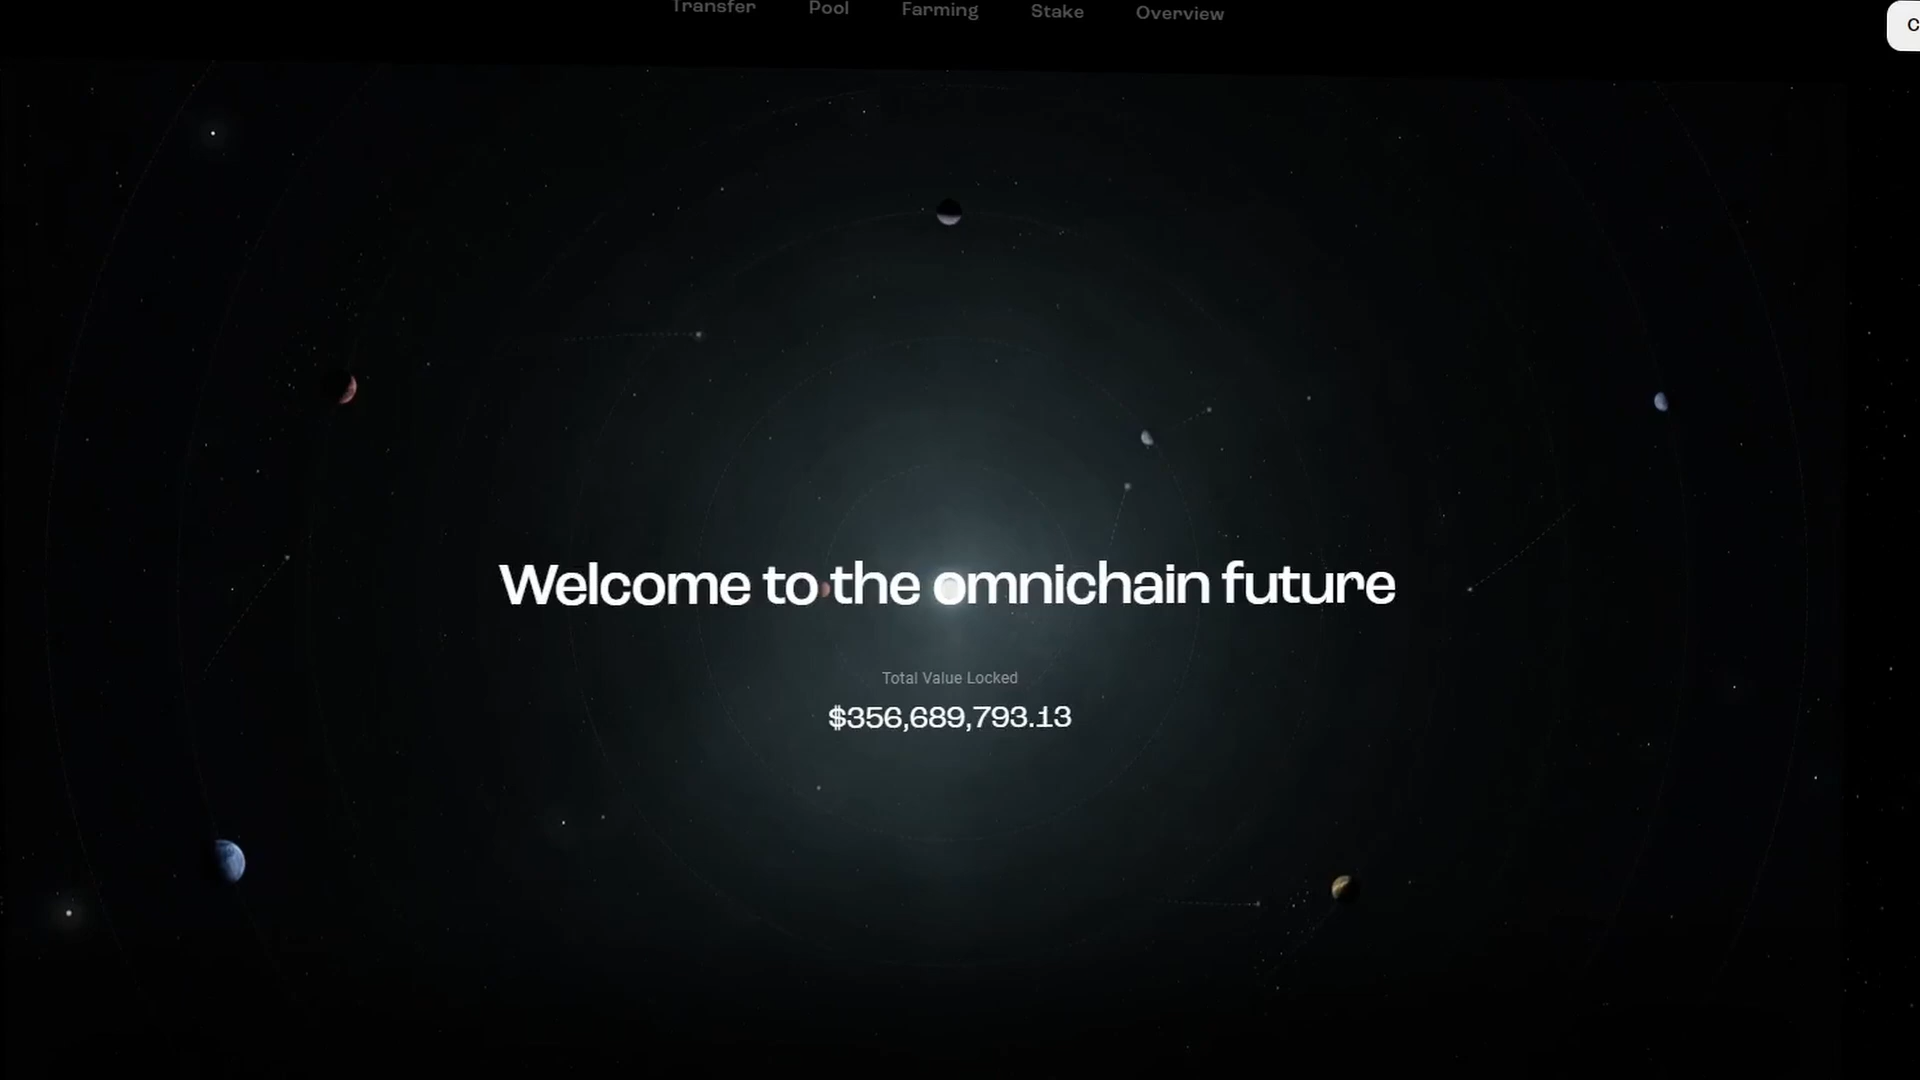 Transfer Pool Farming Stake Overview
Welcome to the omnichain future
Total Value Locked
$356,689,793.13